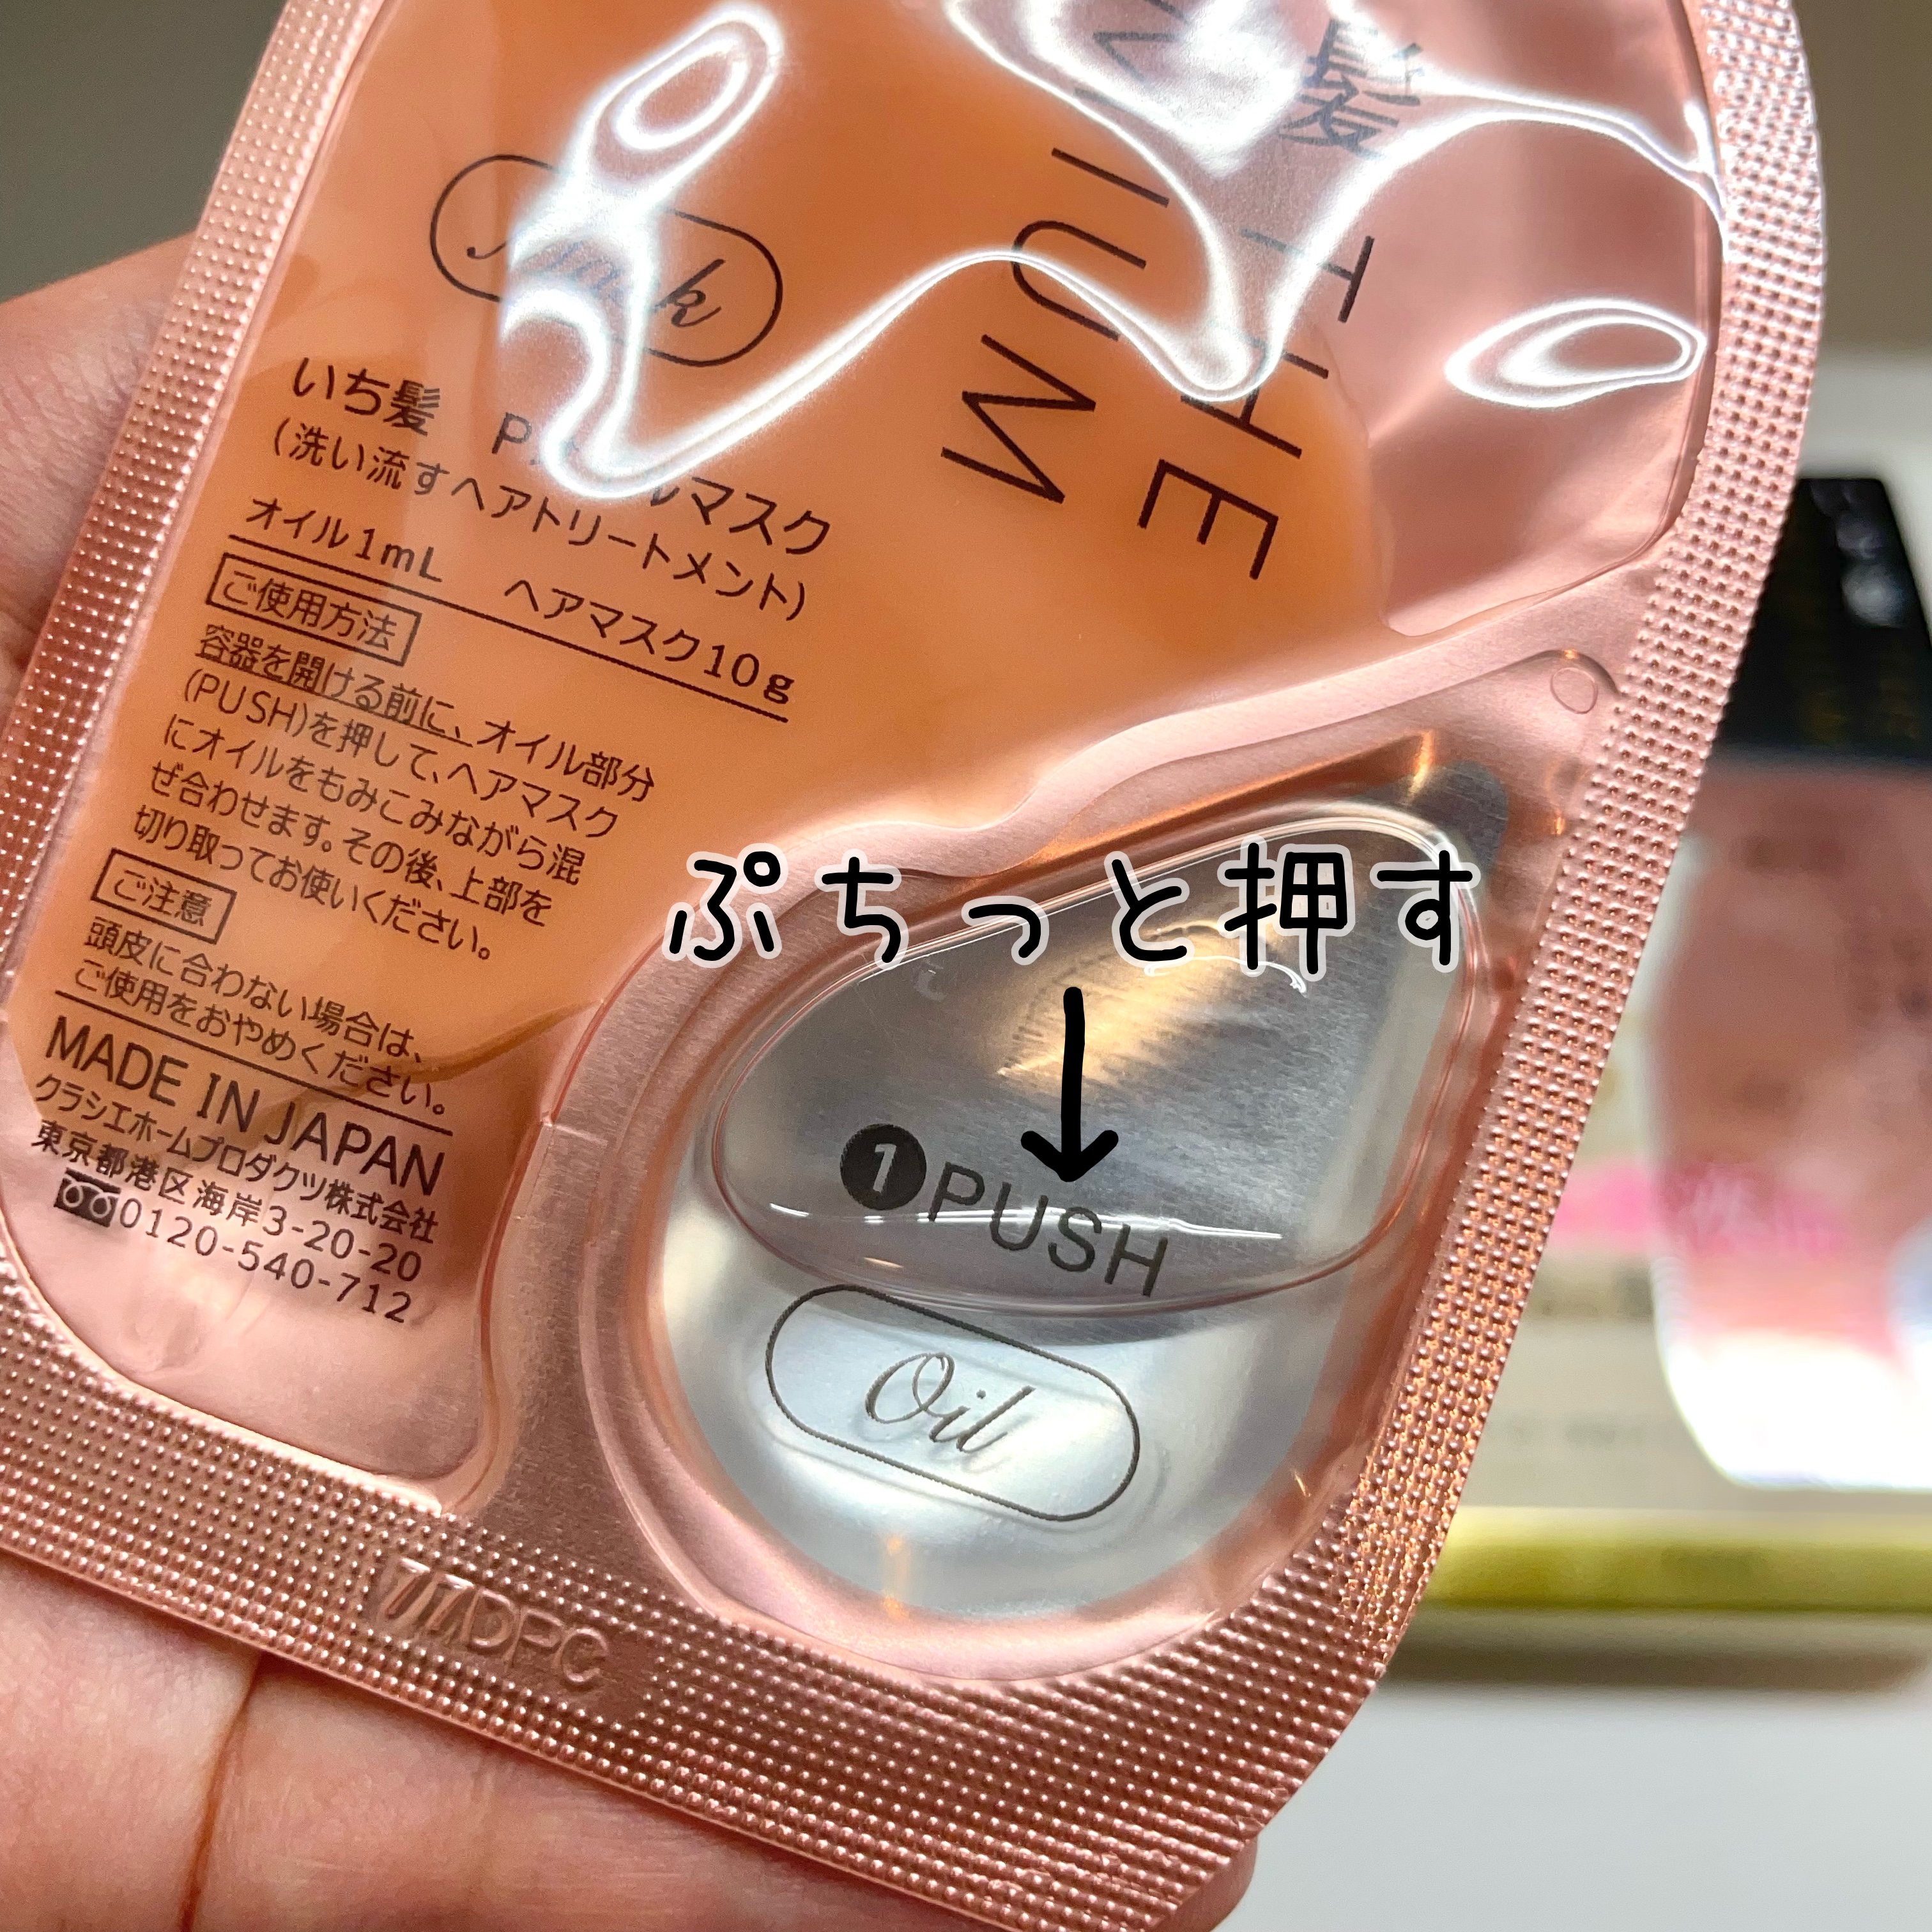 髪
THE
IUM
いち髪
マスク
(洗い流すヘアトリートメント)
オイル1mL ヘアマスク10g
ご使用方法
容器を開ける前に、オイル部分
(PUSH)を押して、ヘアマスク
にオイルをもみこみながら混
ぜ合わせます。その後、上部を
切り取ってお使いください。
ご注意
頭皮に合わない場合は、
ご使用をおやめください。
MADE IN JAPAN
クラシエホームプロダクツ株式会社
東京都港区海岸3-20-20
0120-540-712
ぷちっと押す
1PUSH
Oil